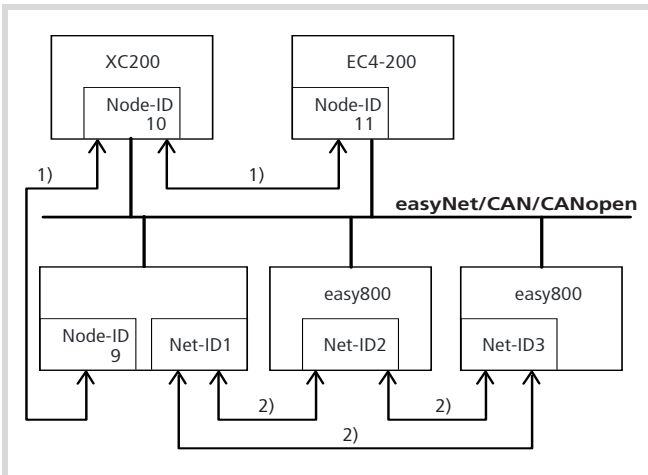 XC200
EC4-200
Node-ID
10
Node-ID
11
1)
1)
easyNet/CAN/CANopen
easy800
easy800
Node-ID
9
Net-ID1
Net-ID2
Net-ID3
2)
2)
2)